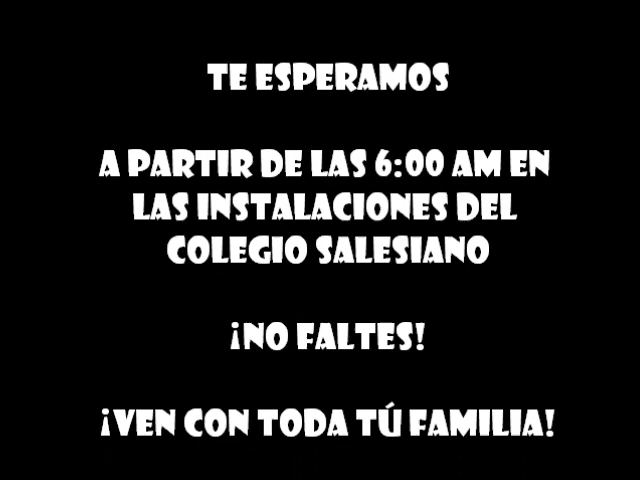 TE ESPERAMOS
A PARTIR DE LAS 6:00 AM EN
LAS INSTALACIONES DEL
COLEGIO SALESIANO
¡NO FALTES!
¡VEN CON TODA TÚ FAMILIA!